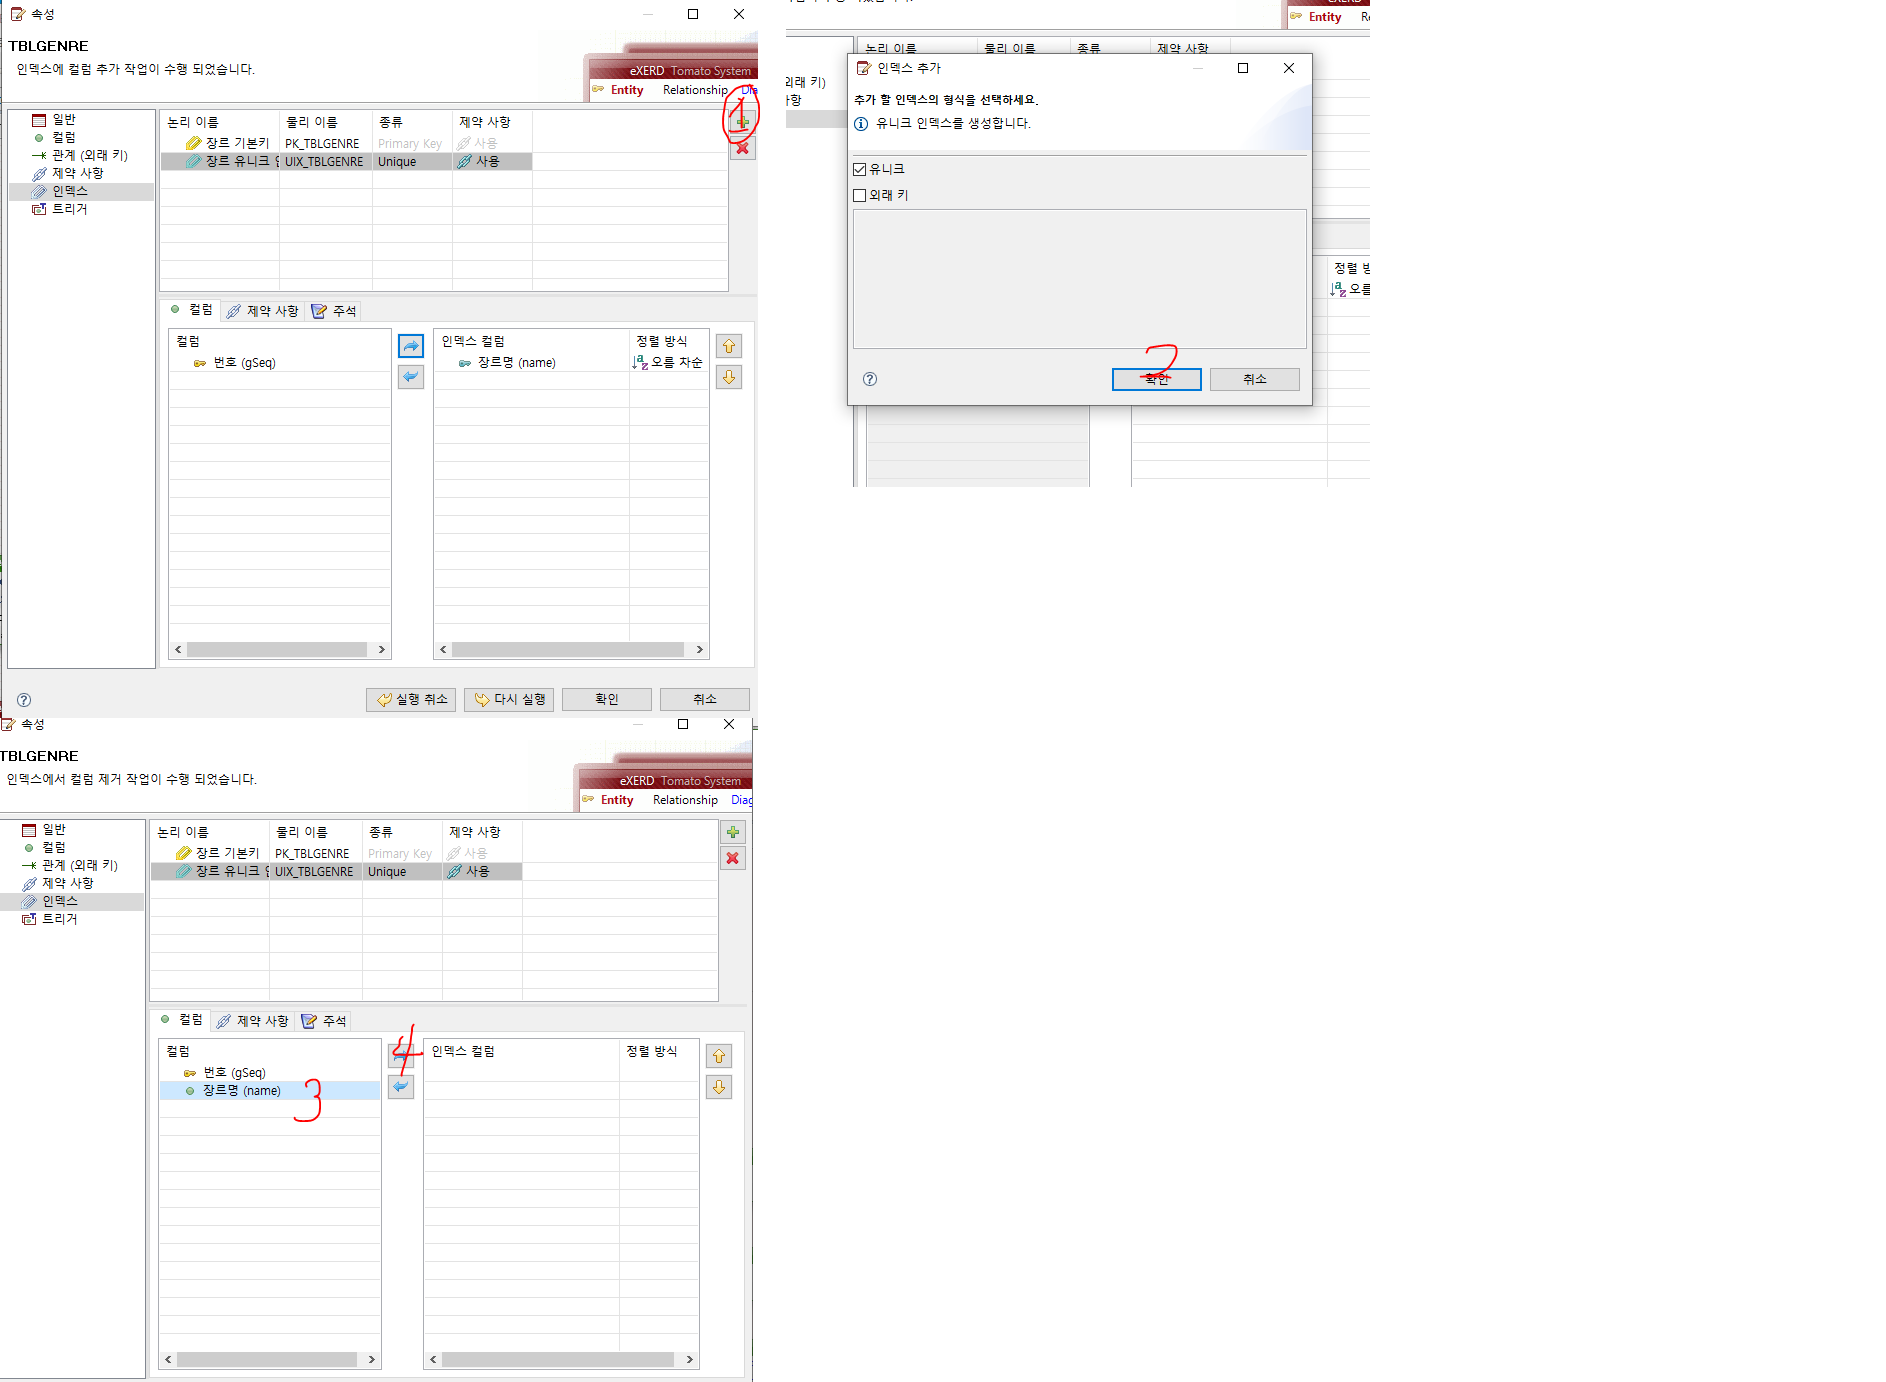 속성
TBLGENRE
인덱스에 컬럼 추가 작업이 수행 되었습니다.
eXERD Tomato System
Entity Relationship Dia
1
일반
컬럼
관계 (외래 키)
제약 사항
인덱스
트리거
논리 이름 물리 이름 종류 제약 사항
장르 기본키 PK_TBLGENRE Primary Key 사용
장르 유니크 UIX_TBLGENRE Unique 사용
컬럼 제약 사항 주석
컬럼
번호 (gSeq)
인덱스 컬럼 정렬 방식
장르명 (name) 오름 차순
실행 취소 다시 실행 확인 취소
Entity
논리 이름 물리 이름 종류 제약 사항
외래 키)
사항
인덱스 추가
추가 할 인덱스의 형식을 선택하세요.
유니크 인덱스를 생성합니다.
유니크
외래 키
2
확인 취소
정렬
오름
속성
TBLGENRE
인덱스에서 컬럼 제거 작업이 수행 되었습니다.
eXERD Tomato System
Entity Relationship Diag
일반
컬럼
관계 (외래 키)
제약 사항
인덱스
트리거
논리 이름 물리 이름 종류 제약 사항
장르 기본키 PK_TBLGENRE Primary Key 사용
장르 유니크 UIX_TBLGENRE Unique 사용
컬럼 제약 사항 주석
컬럼
번호 (gSeq)
장르명 (name)
3
4
인덱스 컬럼 정렬 방식